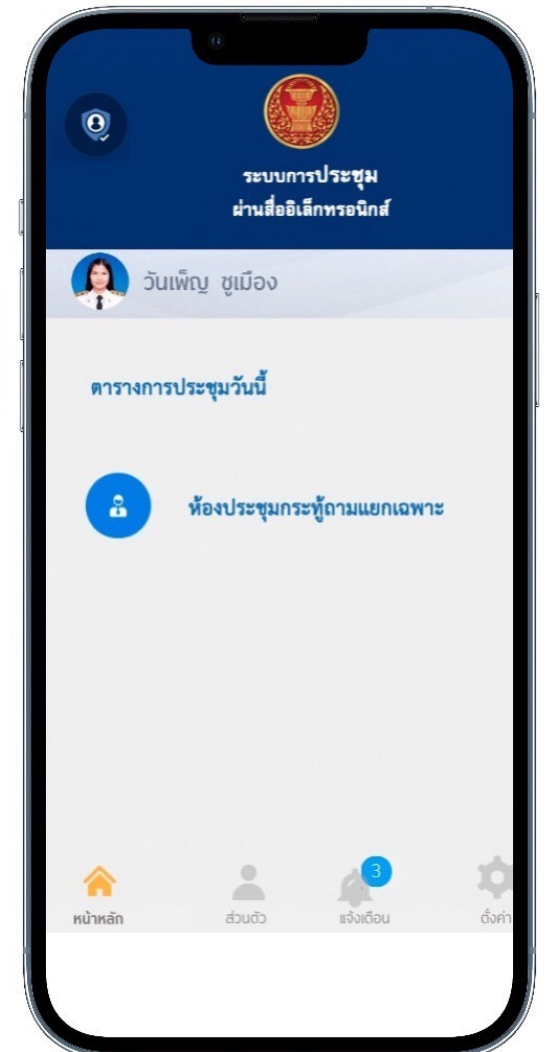 ระบบการประชุม
ผ่านสื่ออิเล็กทรอนิกส์
วันเพ็ญ ชูเมือง
ตารางการประชุมวันนี้
ห้องประชุมกระทู้ถามแยกเฉพาะ
3
หน้าหลัก ส่วนตัว แจ้งเตือน ตั้งค่า